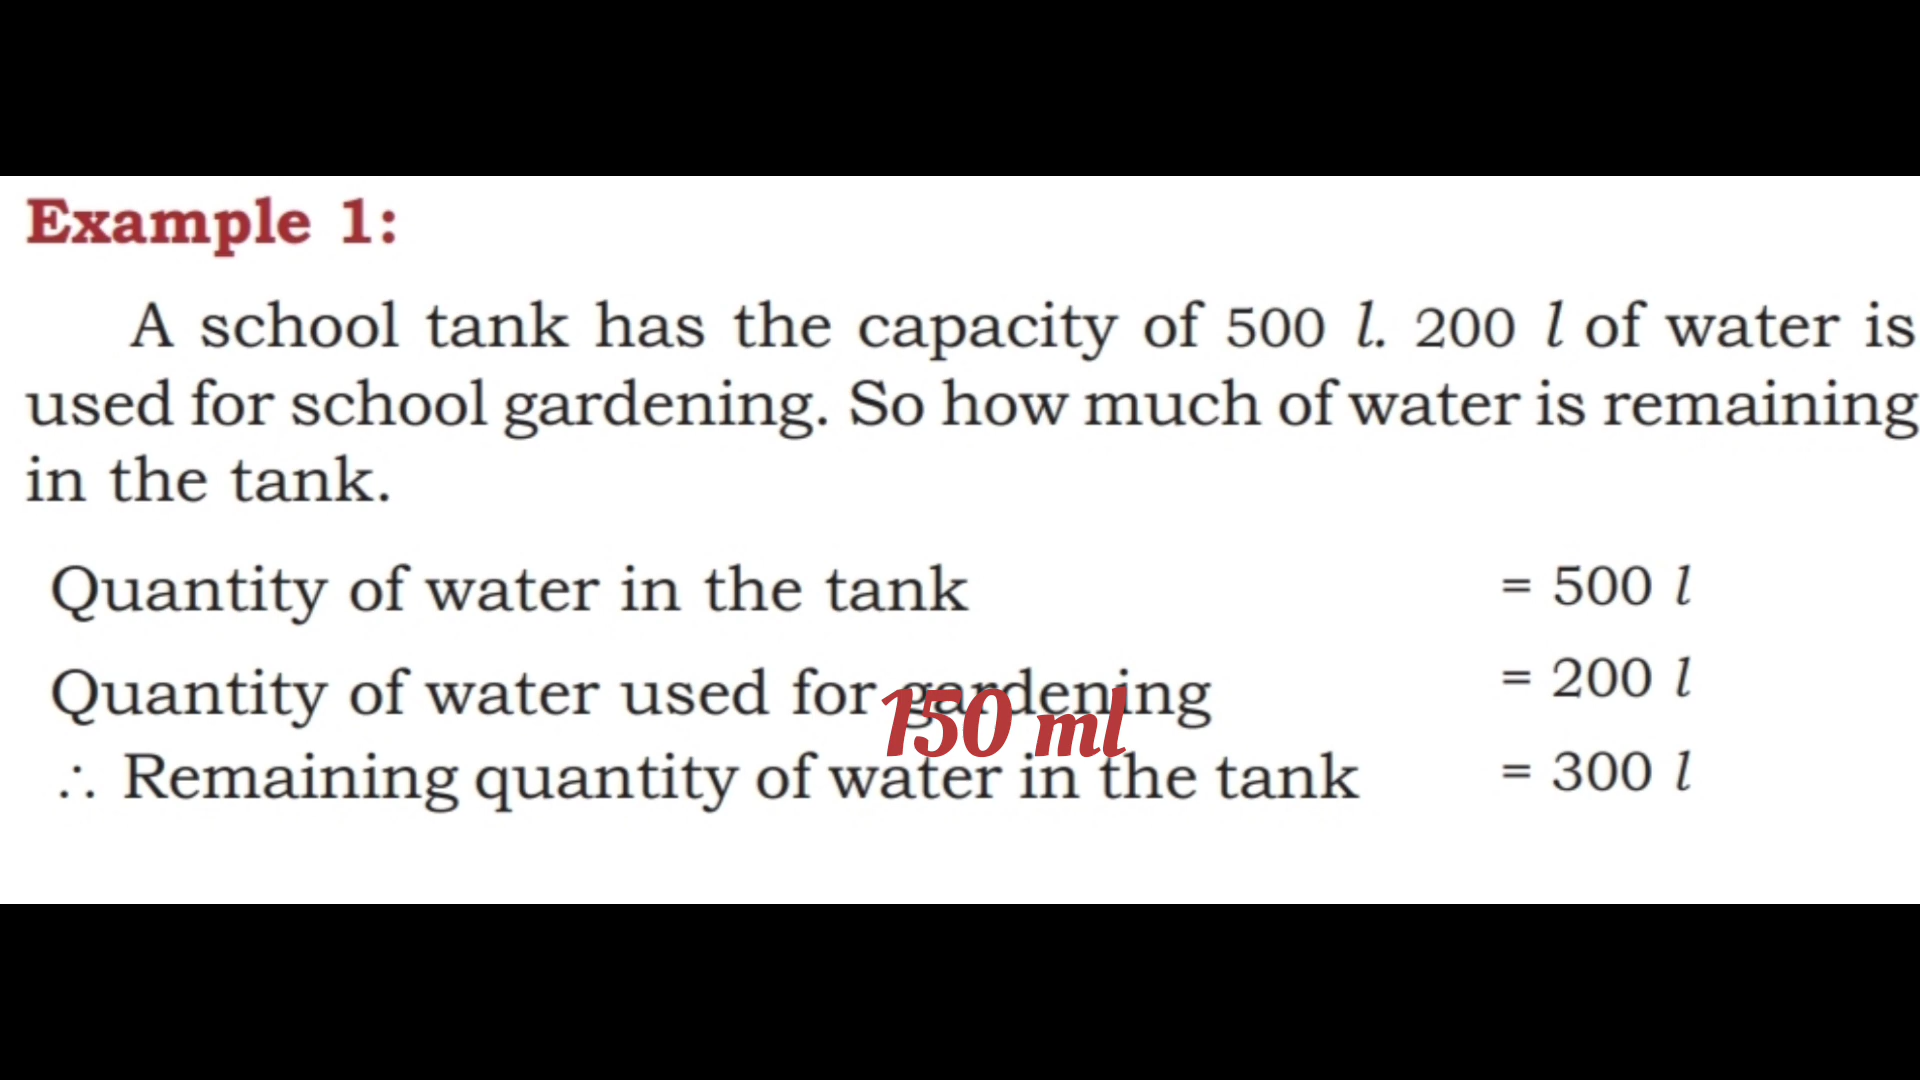 Example 1:
A school tank has the capacity of 500 l. 200 l of water is
used for school gardening. So how much of water is remaining
in the tank.
Quantity of water in the tank = 500 l
Quantity of water used for gardening = 200 l
150 ml
∴ Remaining quantity of water in the tank = 300 l